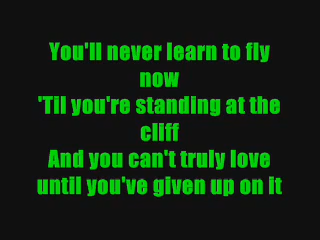 You'll never learn to fly
now
'Til you're standing at the
cliff
And you can't truly love
until you've given up on it